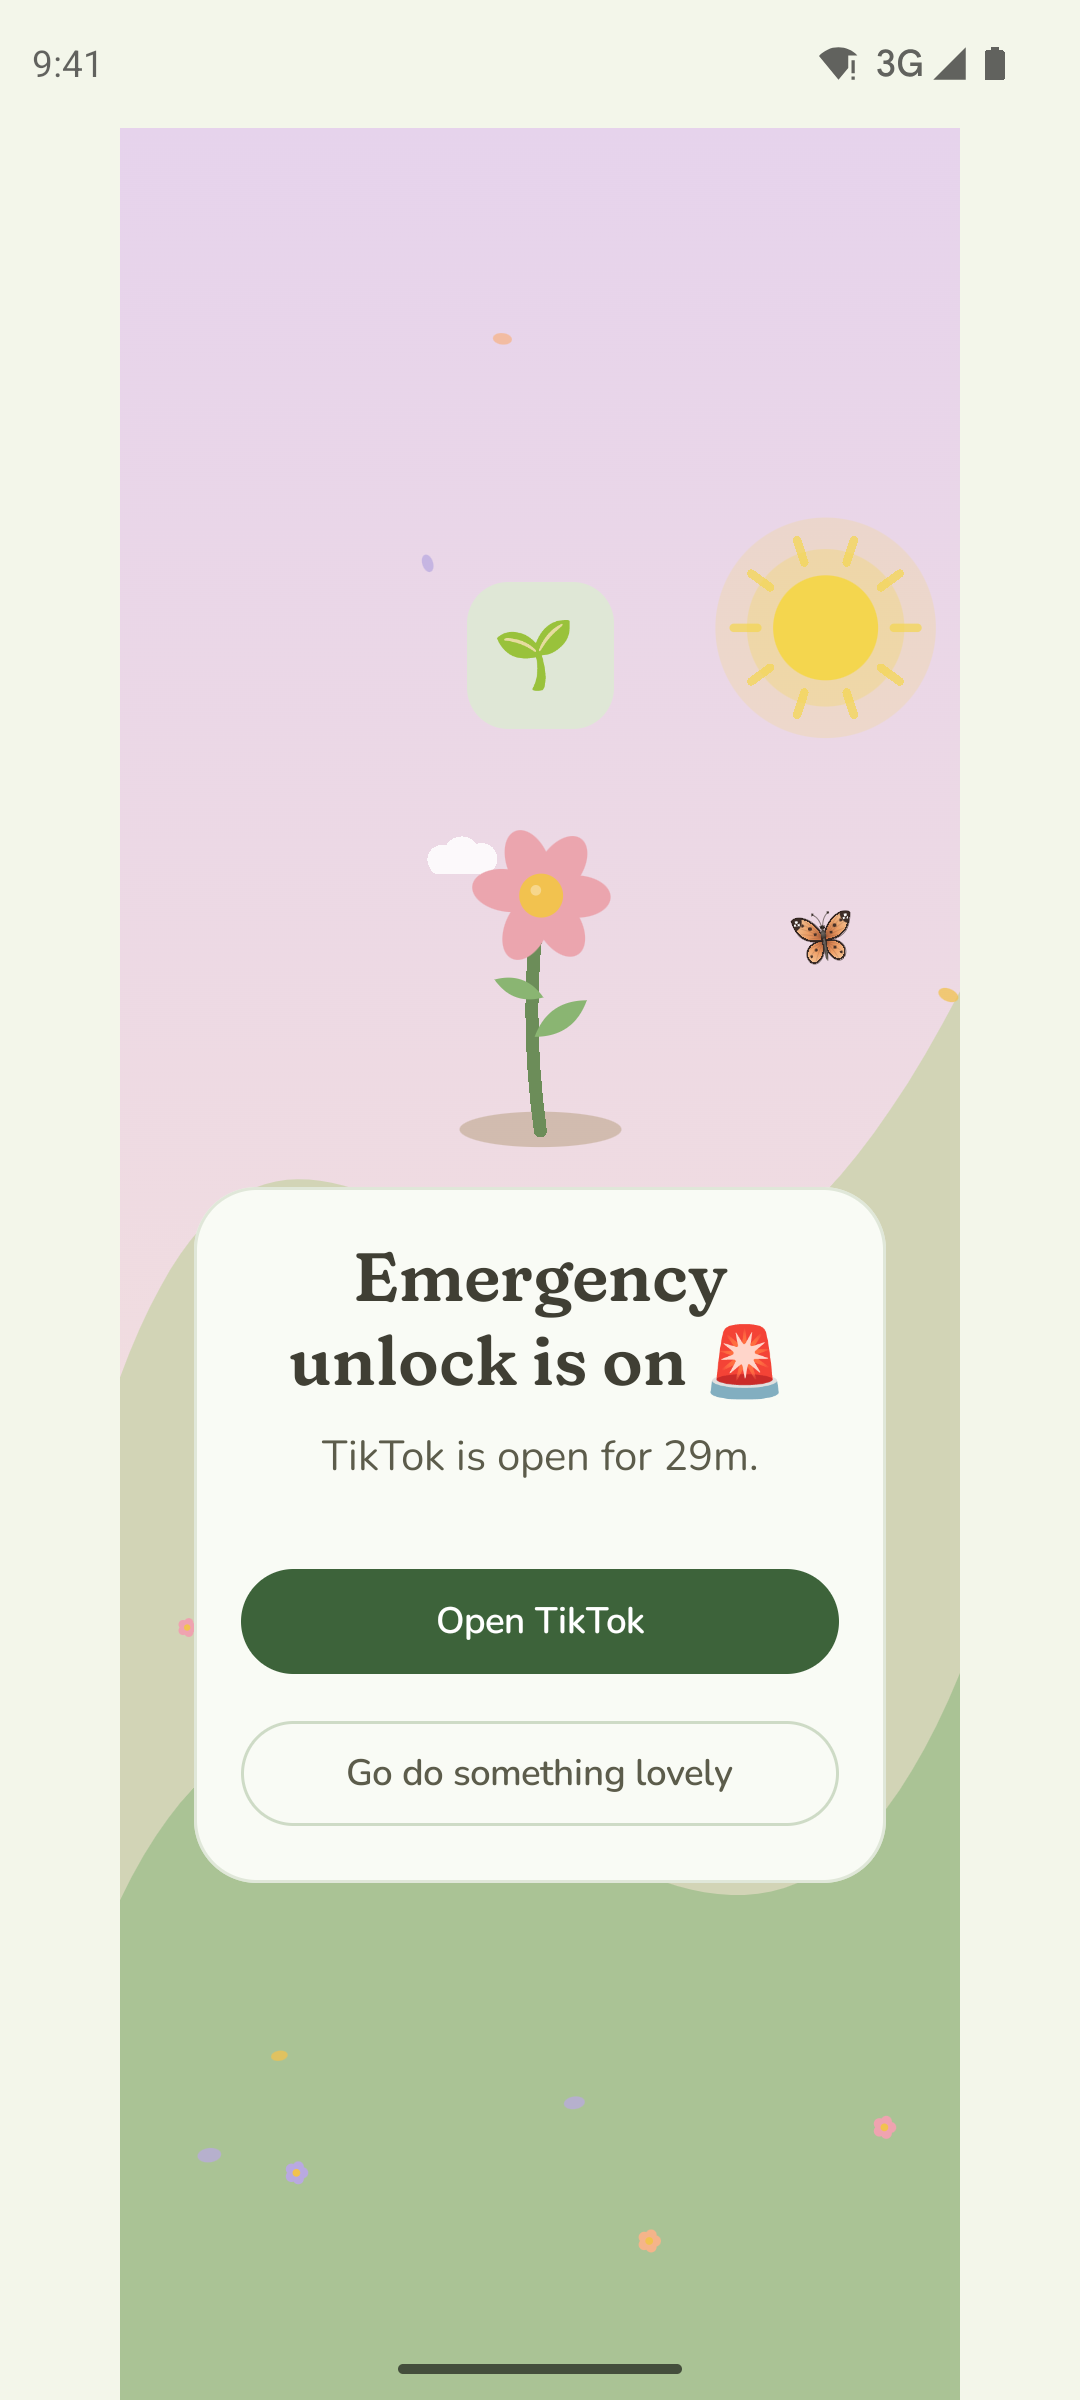 9:41
3G
Emergency
unlock is on 🚨
TikTok is open for 29m.
Open TikTok
Go do something lovely